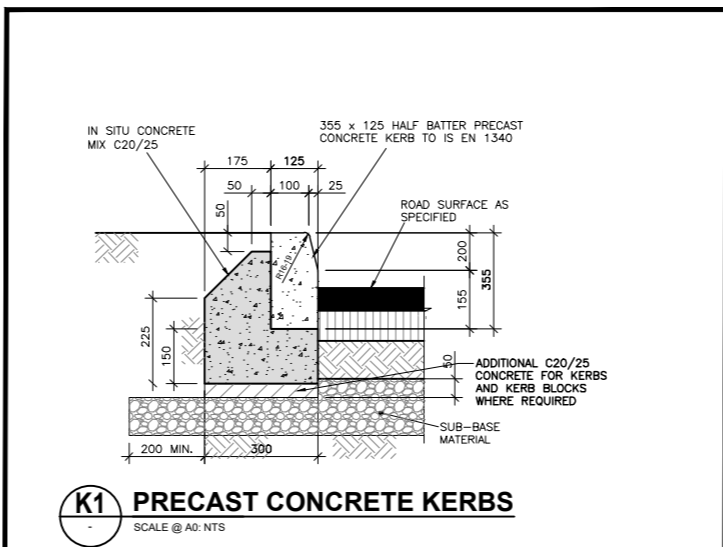 IN SITU CONCRETE
MIX C20/25
355 x 125 HALF BATTER PRECAST
CONCRETE KERB TO IS EN 1340
175
125
50
100
25
ROAD SURFACE AS
SPECIFIED
50
R16-19
200
355
155
225
150
50
ADDITIONAL C20/25
CONCRETE FOR KERBS
AND KERB BLOCKS
WHERE REQUIRED
SUB-BASE
MATERIAL
200 MIN.
300
K1
-
PRECAST CONCRETE KERBS
SCALE @ A0: NTS